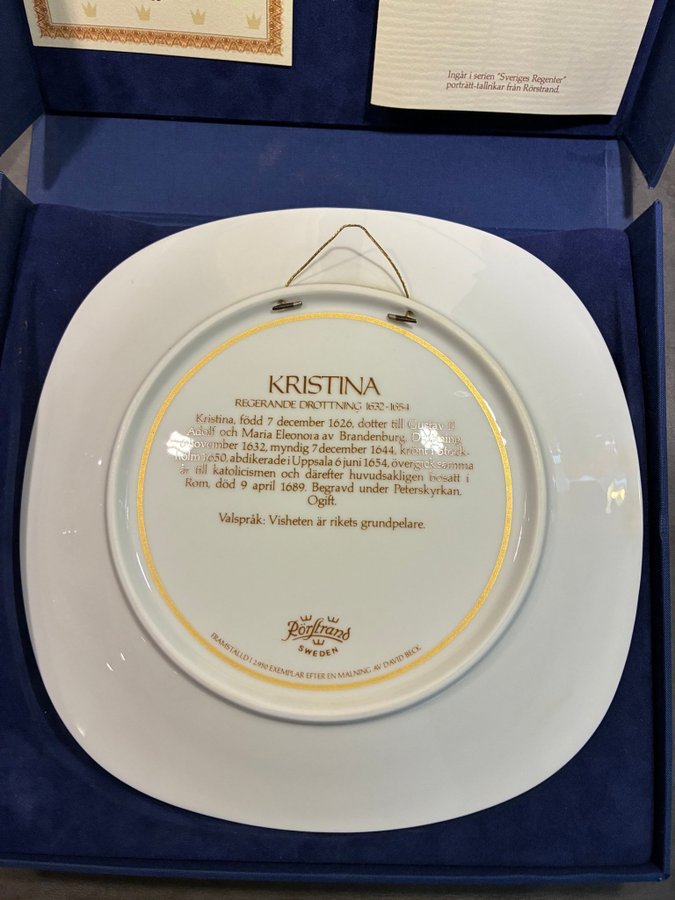 Ingår i serien "Sveriges Regenter"
porträtt-tallrikar från Rörstrand.
KRISTINA
REGERANDE DROTTNING 1632-1654
Kristina, född 7 december 1626, dotter till Gustav II
Adolf och Maria Eleonora av Brandenburg. Drottning
november 1632, myndig 7 december 1644, krönt i Stock-
holm 1650, abdikerade i Uppsala 6 juni 1654, övergick samma
år till katolicismen och därefter huvudsakligen bosatt i
Rom, död 9 april 1689. Begravd under Peterskyrkan.
Ogift.
Valspråk: Visheten är rikets grundpelare.
Rörstrand
SWEDEN
FRAMSTÄLLD I 2.950 EXEMPLAR EFTER EN MÅLNING AV DAVID BECK